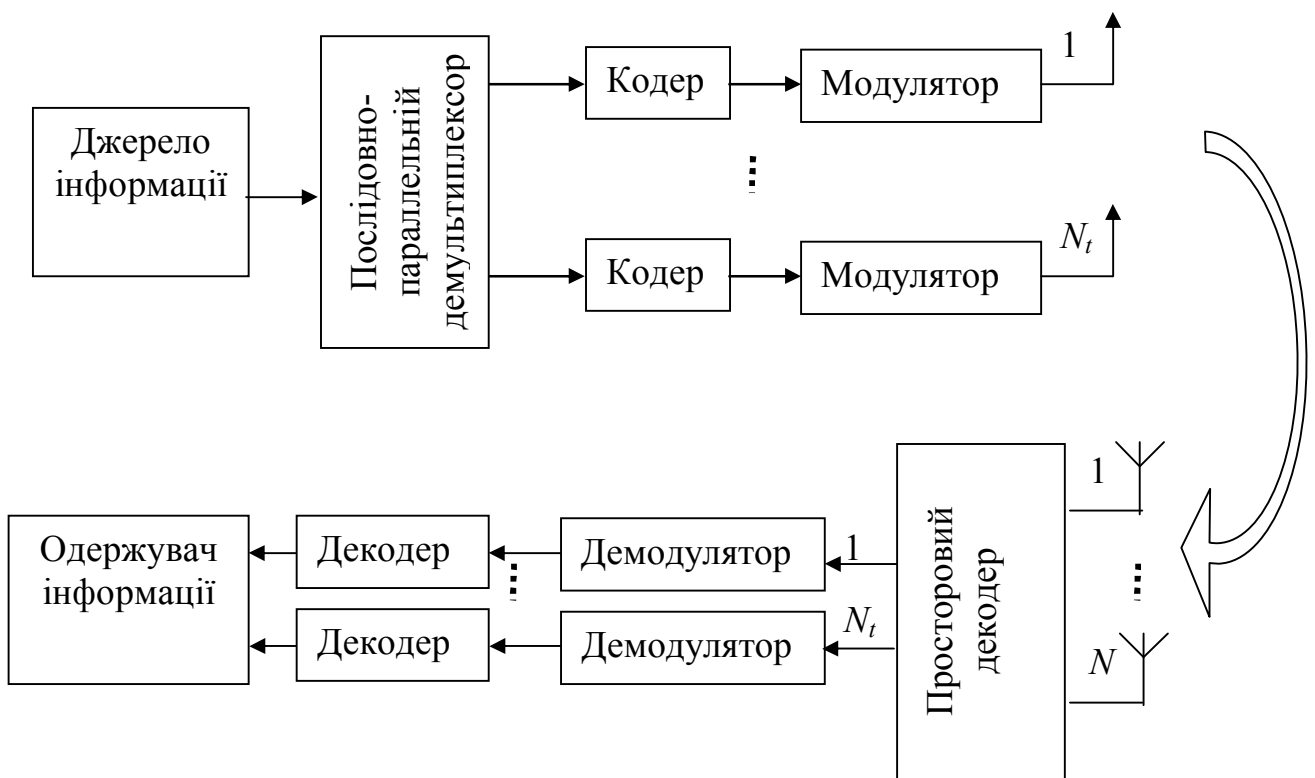 Джерело
інформації
Послідовно-
параллельній
демультиплексор
Кодер
Модулятор
1
Кодер
Модулятор
Nt
Одержувач
інформації
Декодер
Демодулятор
1
Декодер
Демодулятор
Nt
Просторовий
декодер
1
N